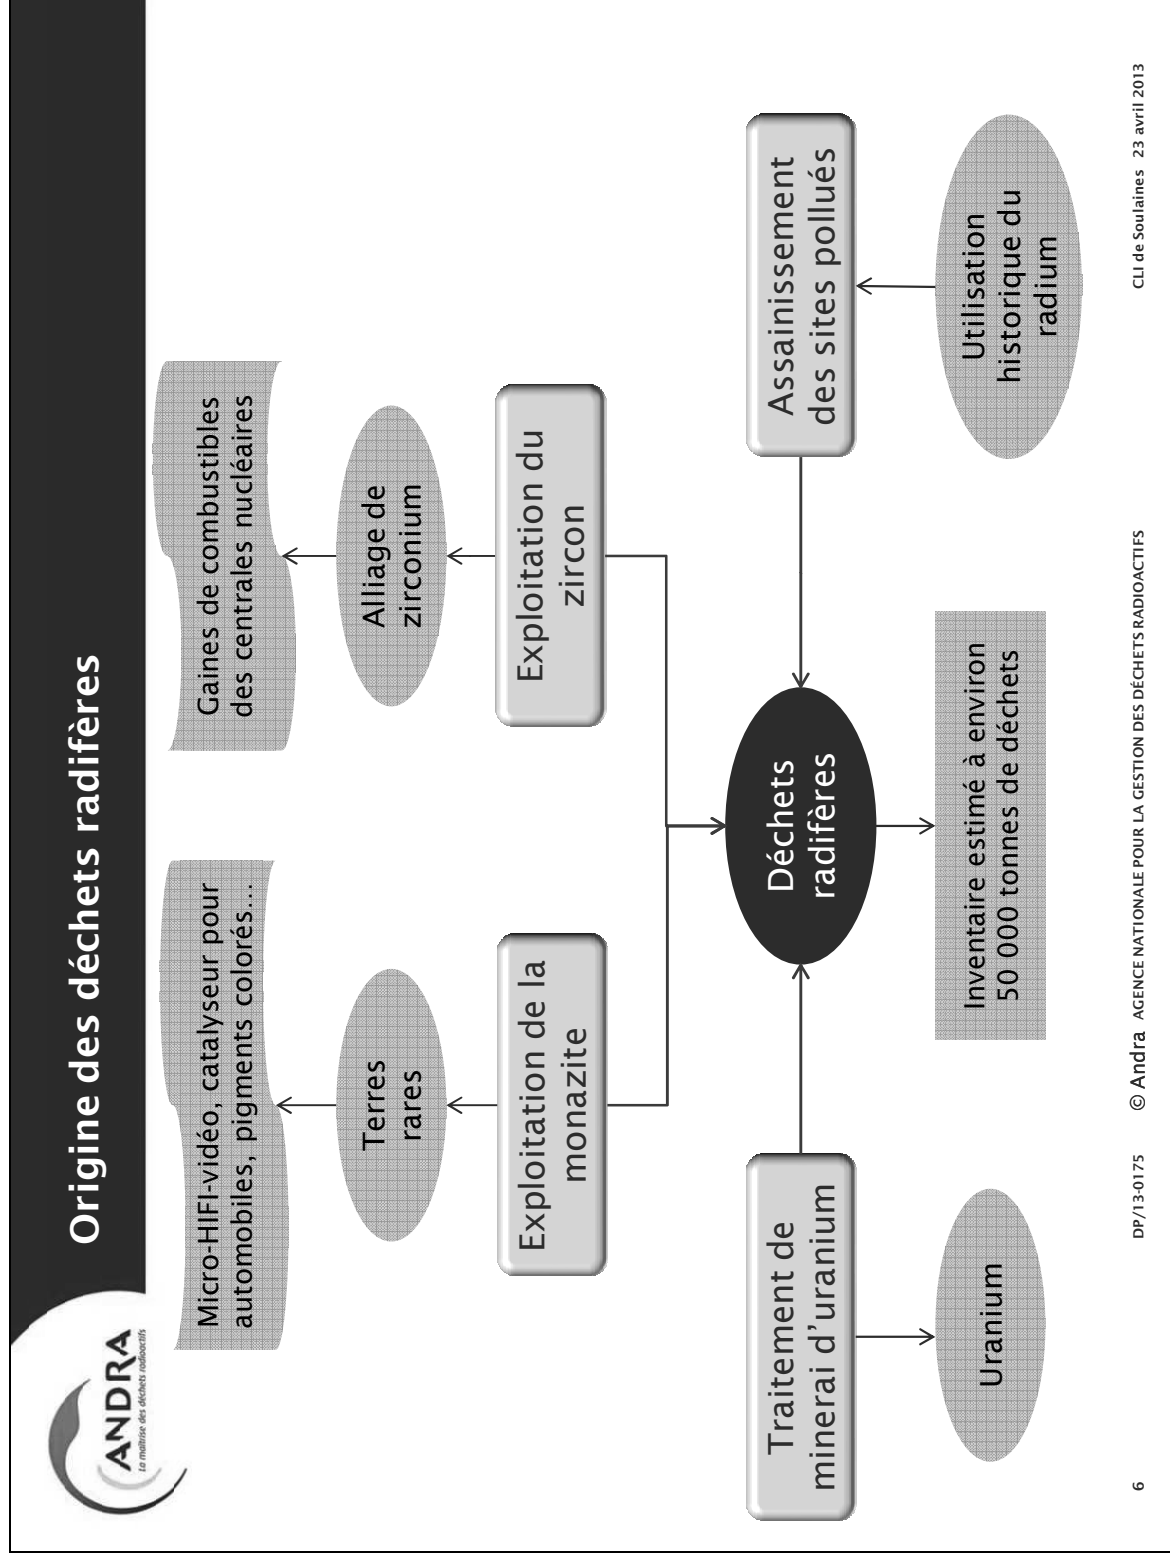 ANDRA
La maîtrise des déchets radioactifs
Origine des déchets radifères
Micro-HIFI-vidéo, catalyseur pour
automobiles, pigments colorés…
Gaines de combustibles
des centrales nucléaires
Terres
rares
Alliage de
zirconium
Exploitation de la
monazite
Exploitation du
zircon
Traitement de
minerai d'uranium
Déchets
radifères
Assainissement
des sites pollués
Uranium
Inventaire estimé à environ
50 000 tonnes de déchets
Utilisation
historique du
radium
6
DP/13-0175
© Andra AGENCE NATIONALE POUR LA GESTION DES DÉCHETS RADIOACTIFS
CLI de Soulaines 23 avril 2013